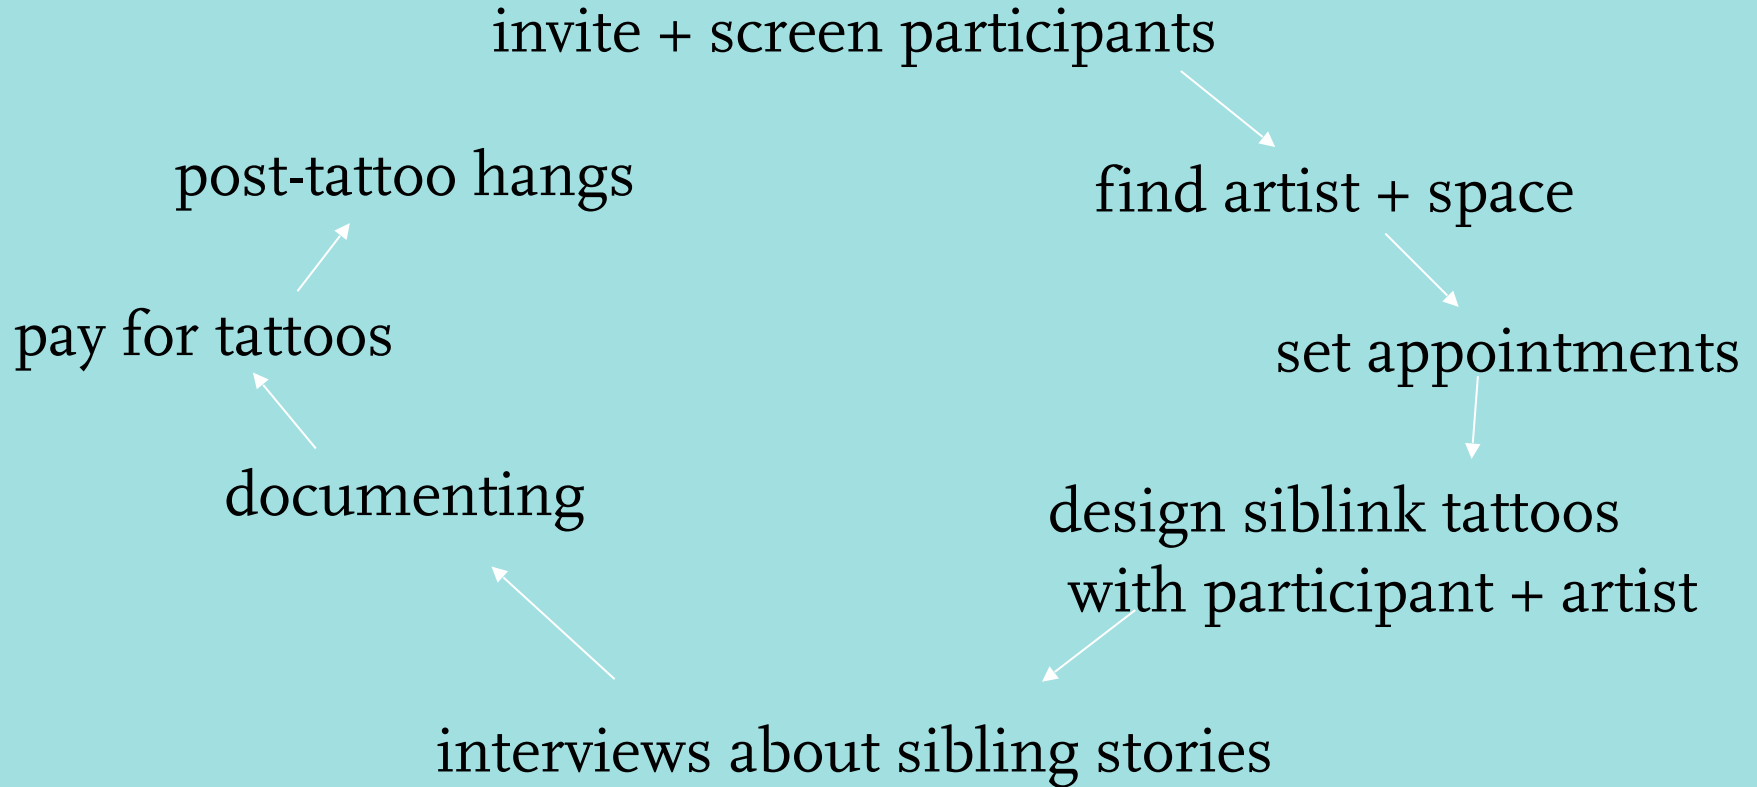 invite + screen participants
find artist + space
set appointments
design siblink tattoos
with participant + artist
interviews about sibling stories
documenting
pay for tattoos
post-tattoo hangs